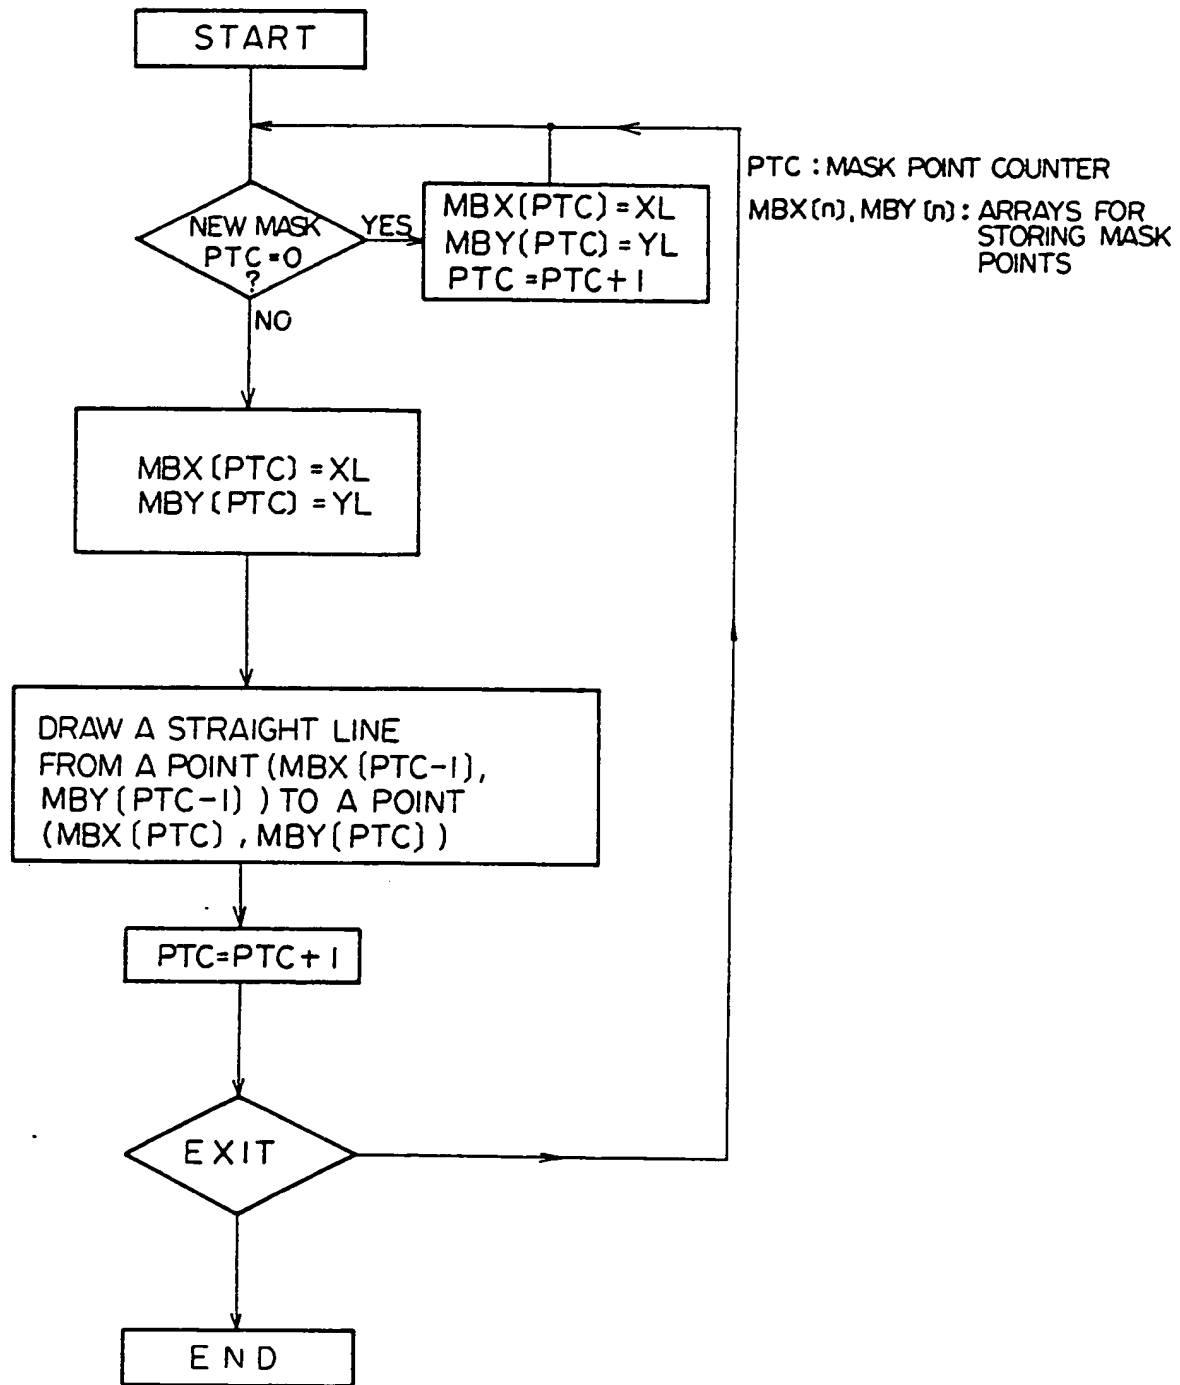 START
PTC : MASK POINT COUNTER
MBX(n), MBY(n) : ARRAYS FOR
STORING MASK
POINTS
NEW MASK
PTC=0
?
YES
MBX(PTC)=XL
MBY(PTC)=YL
PTC=PTC+1
NO
MBX(PTC)=XL
MBY(PTC)=YL
DRAW A STRAIGHT LINE
FROM A POINT (MBX(PTC-1),
MBY(PTC-1)) TO A POINT
(MBX(PTC), MBY(PTC))
PTC=PTC+1
EXIT
END